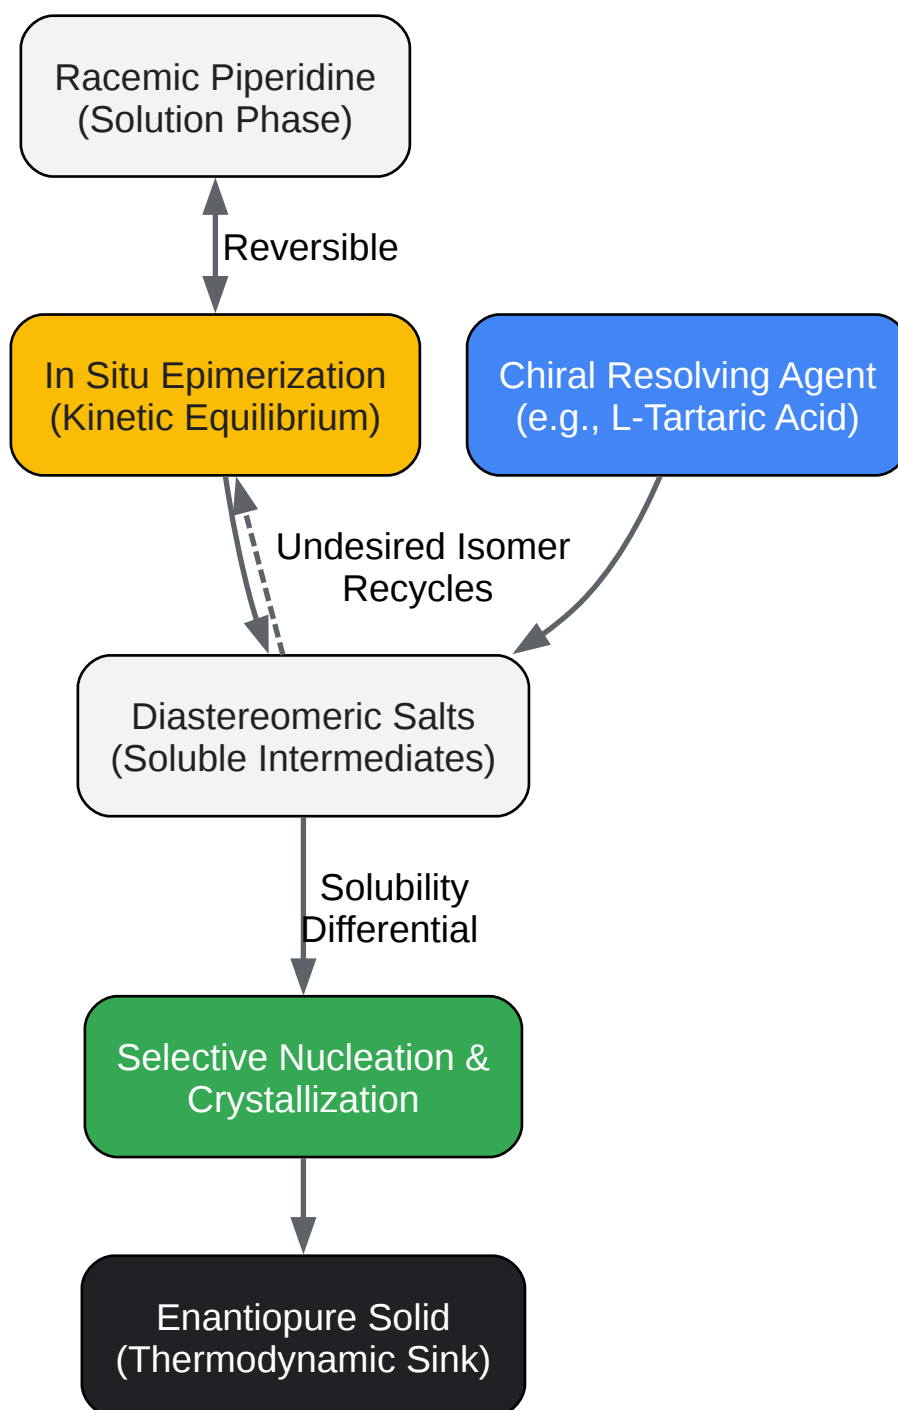 Racemic Piperidine
(Solution Phase)
Reversible
In Situ Epimerization
(Kinetic Equilibrium)
Chiral Resolving Agent
(e.g., L-Tartaric Acid)
Undesired Isomer
Recycles
Diastereomeric Salts
(Soluble Intermediates)
Solubility
Differential
Selective Nucleation &
Crystallization
Enantiopure Solid
(Thermodynamic Sink)